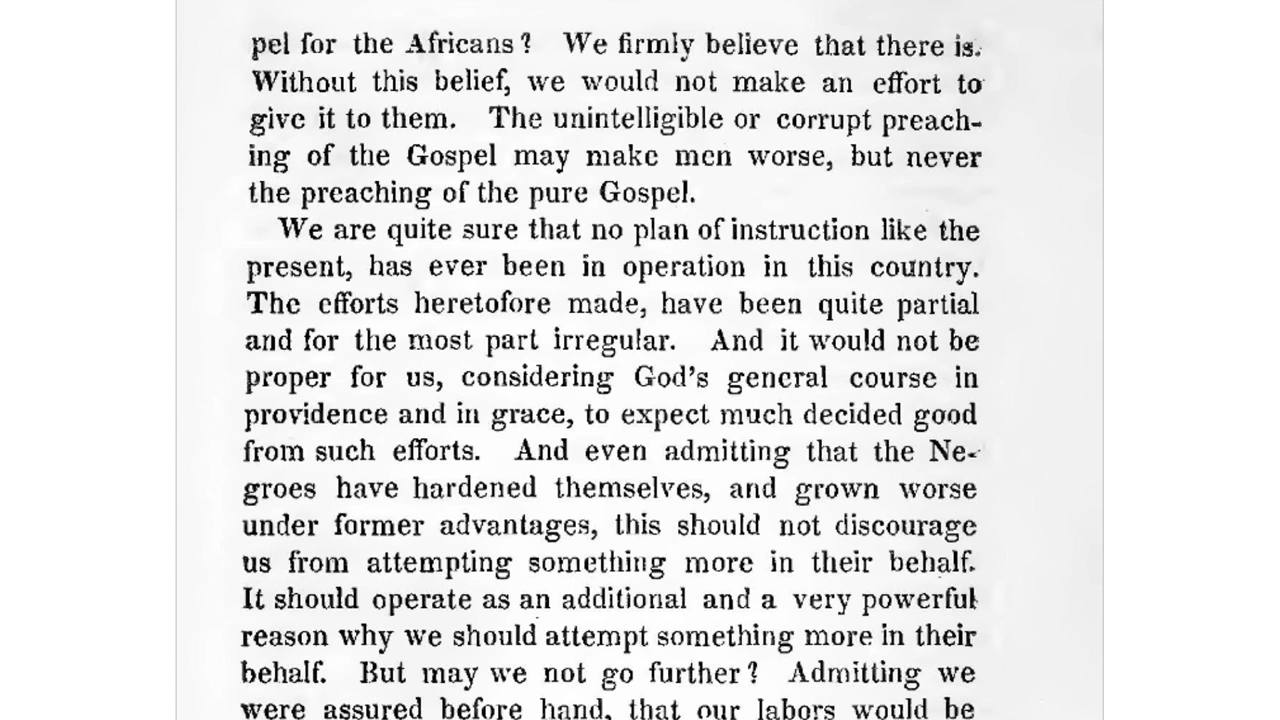 pel for the Africans? We firmly believe that there is.
Without this belief, we would not make an effort to
give it to them. The unintelligible or corrupt preach-
ing of the Gospel may make men worse, but never
the preaching of the pure Gospel.
We are quite sure that no plan of instruction like the
present, has ever been in operation in this country.
The efforts heretofore made, have been quite partial
and for the most part irregular. And it would not be
proper for us, considering God's general course in
providence and in grace, to expect much decided good
from such efforts. And even admitting that the Ne-
groes have hardened themselves, and grown worse
under former advantages, this should not discourage
us from attempting something more in their behalf.
It should operate as an additional and a very powerful
reason why we should attempt something more in their
behalf. But may we not go further? Admitting we
were assured before hand, that our labors would be